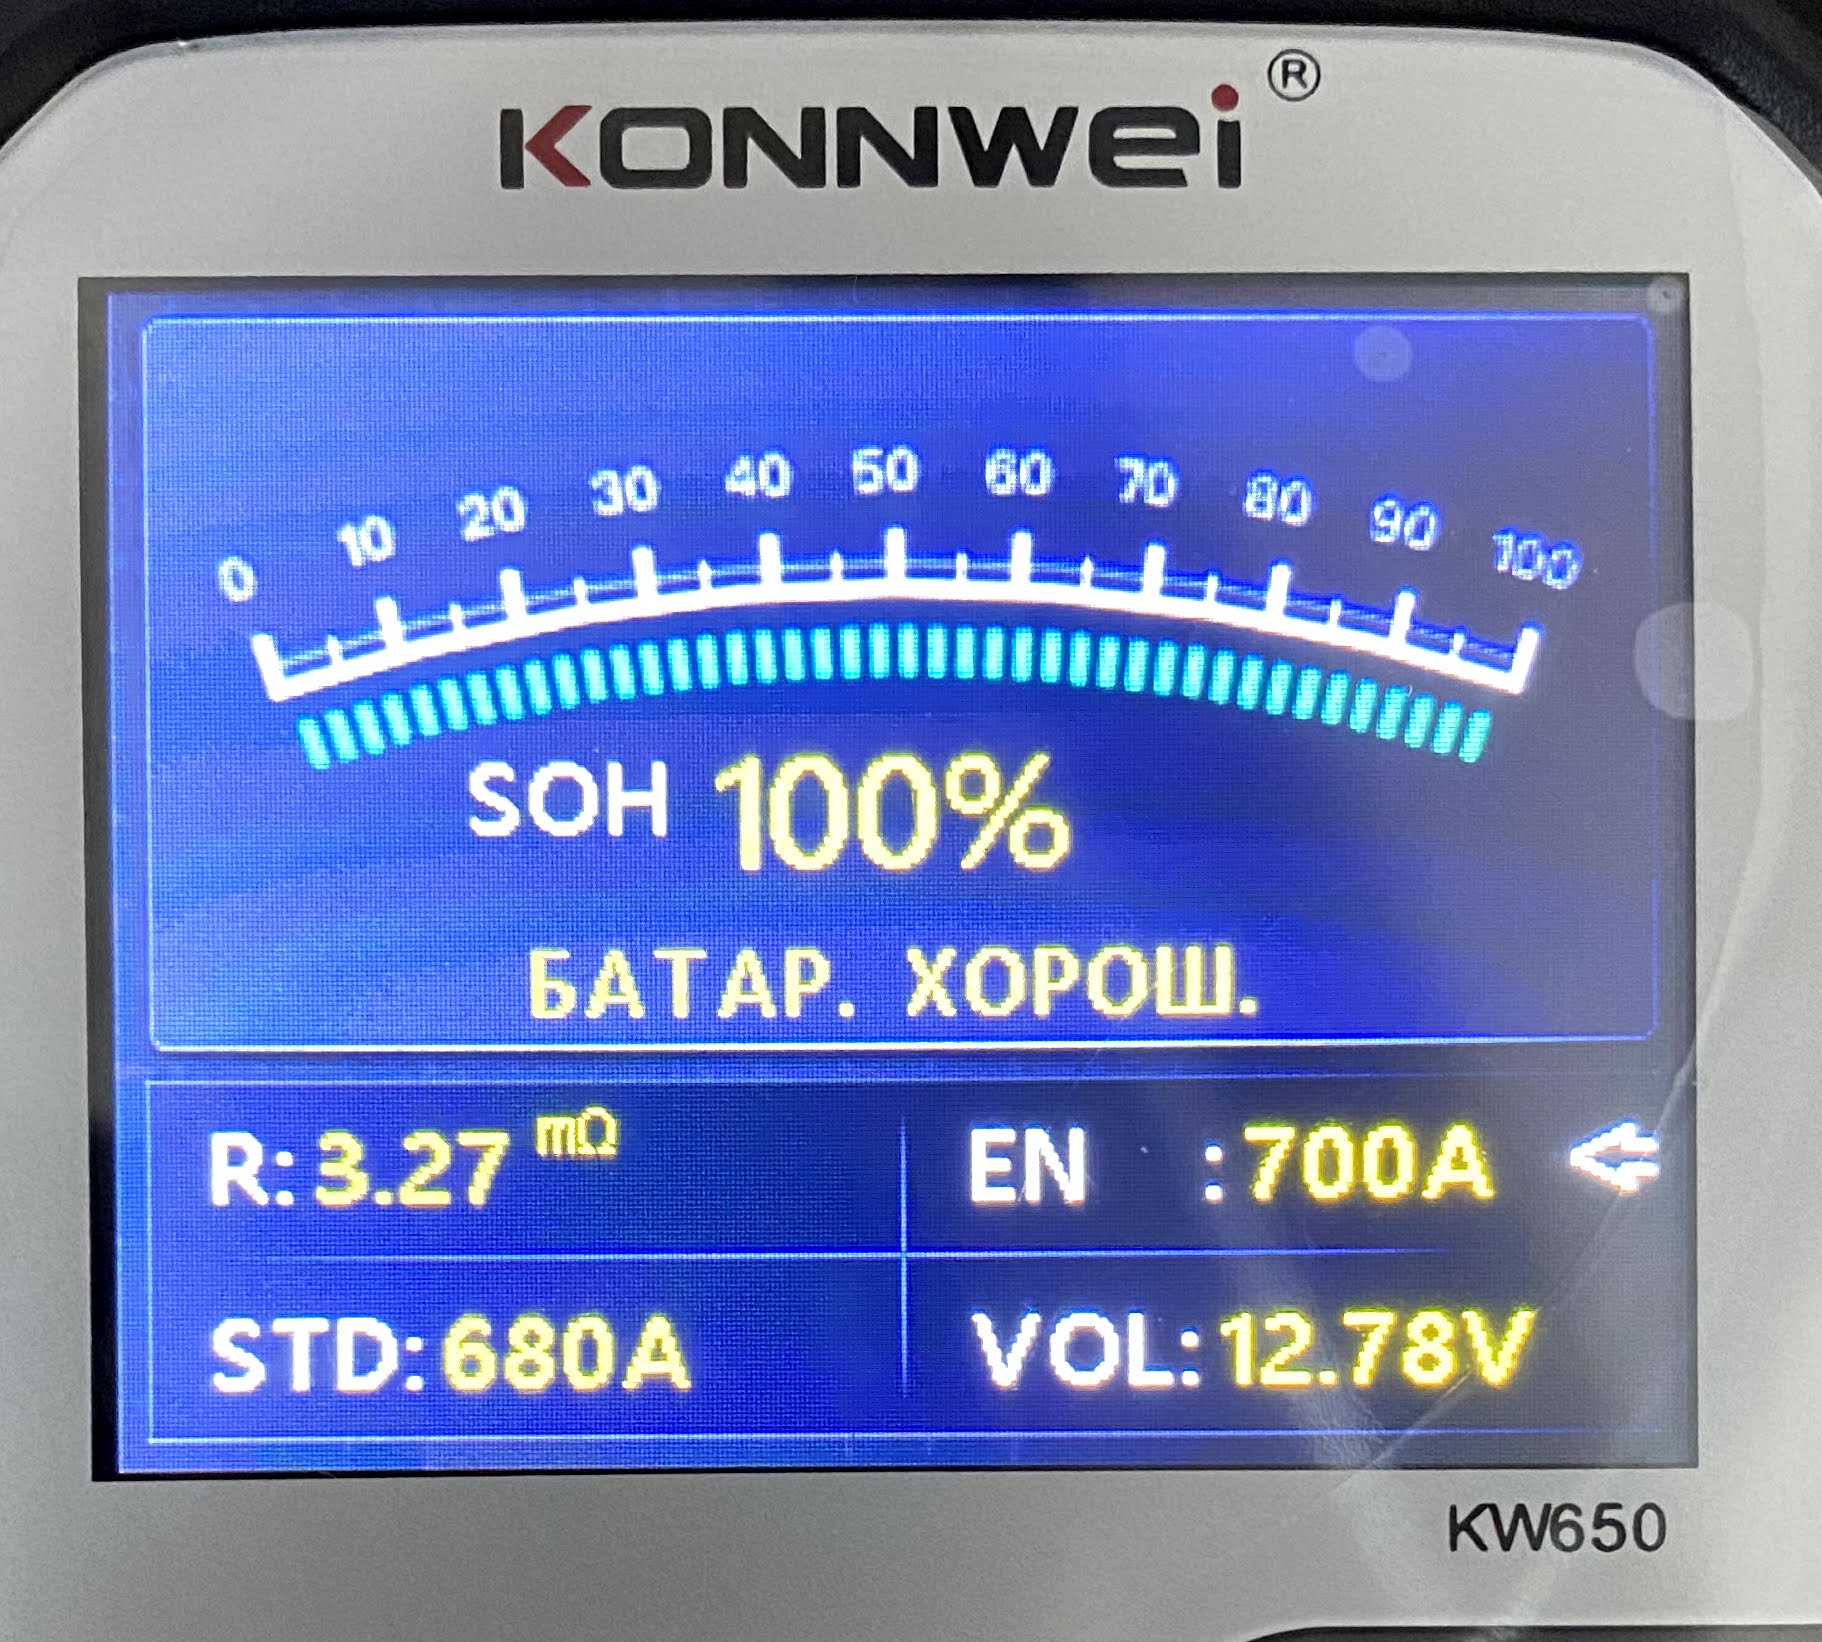 KONNWEI®
0 10 20 30 40 50 60 70 80 90 100
SOH 100%
БАТАР. ХОРОШ.
R: 3.27 mΩ
EN : 700A
STD: 680A
VOL: 12.78V
KW650